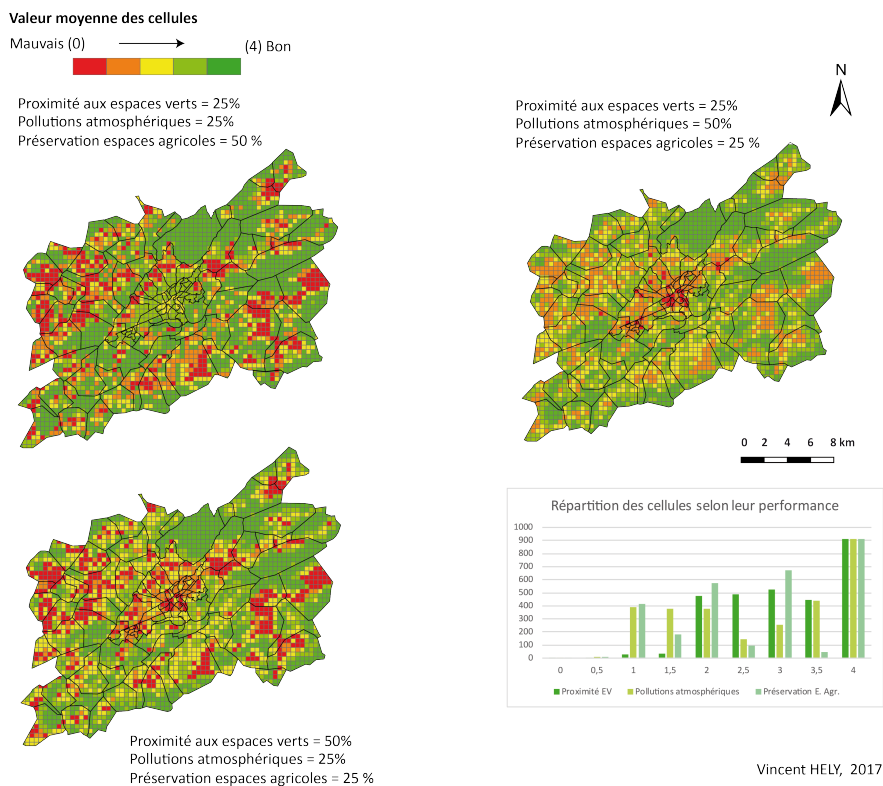 Valeur moyenne des cellules
Mauvais (0)
(4) Bon
Proximité aux espaces verts = 25%
Pollutions atmosphériques = 25%
Préservation espaces agricoles = 50 %
N
Proximité aux espaces verts = 25%
Pollutions atmosphériques = 50%
Préservation espaces agricoles = 25 %
0 2 4 6 8 km
Répartition des cellules selon leur performance
1000
900
800
700
600
500
400
300
200
100
0
0 0,5 1 1,5 2 2,5 3 3,5 4
Proximité EV Pollutions atmosphériques Préservation E. Agr.
Proximité aux espaces verts = 50%
Pollutions atmosphériques = 25%
Préservation espaces agricoles = 25 %
Vincent HELY, 2017